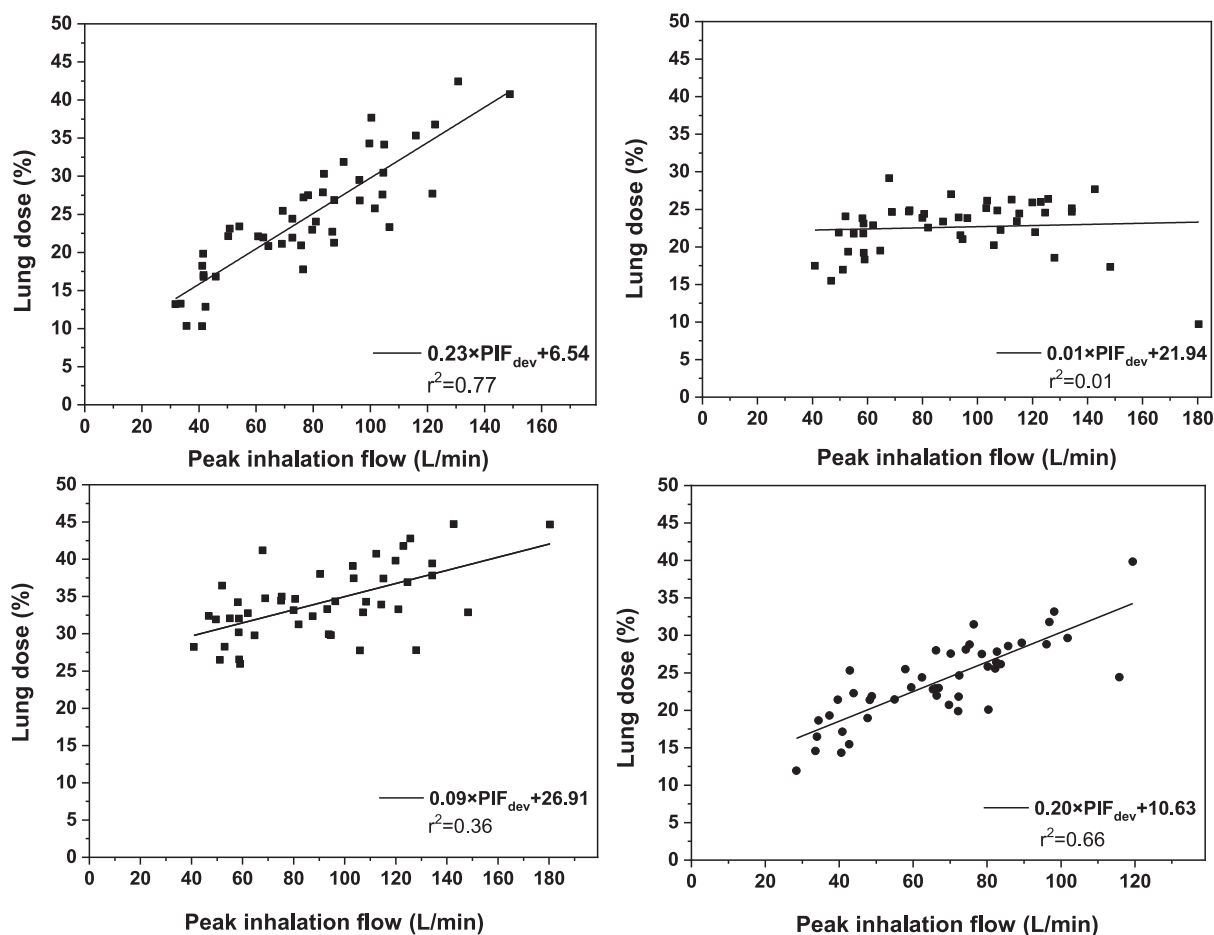 50
45
40
35
30
25
20
15
10
5
0
Lung dose (%)
0.23×PIFdev+6.54
r²=0.77
0 20 40 60 80 100 120 140 160
Peak inhalation flow (L/min)
50
45
40
35
30
25
20
15
10
5
0
Lung dose (%)
0.01×PIFdev+21.94
r²=0.01
0 20 40 60 80 100 120 140 160 180
Peak inhalation flow (L/min)
50
45
40
35
30
25
20
15
10
5
0
Lung dose (%)
0.09×PIFdev+26.91
r²=0.36
0 20 40 60 80 100 120 140 160 180
Peak inhalation flow (L/min)
50
45
40
35
30
25
20
15
10
5
0
Lung dose (%)
0.20×PIFdev+10.63
r²=0.66
0 20 40 60 80 100 120
Peak inhalation flow (L/min)